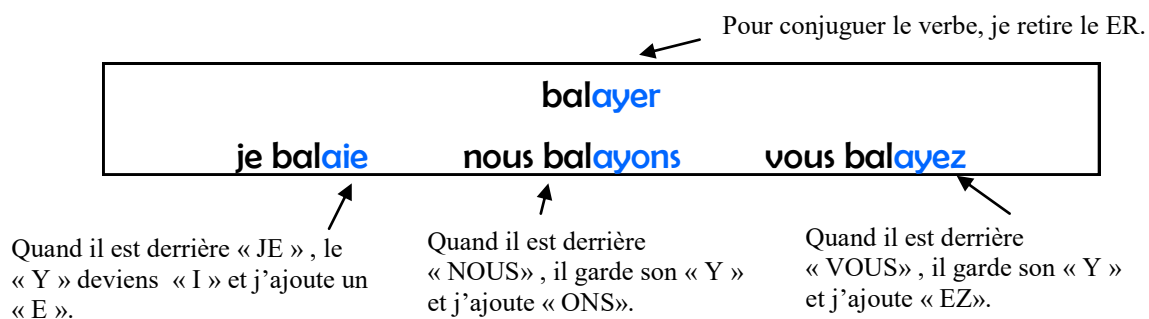 Pour conjuguer le verbe, je retire le ER.
balayer
je balaie nous balayons vous balayez
Quand il est derrière « JE » , le
« Y » deviens « I » et j’ajoute un
« E ».
Quand il est derrière
« NOUS» , il garde son « Y »
et j’ajoute « ONS».
Quand il est derrière
« VOUS» , il garde son « Y »
et j’ajoute « EZ».